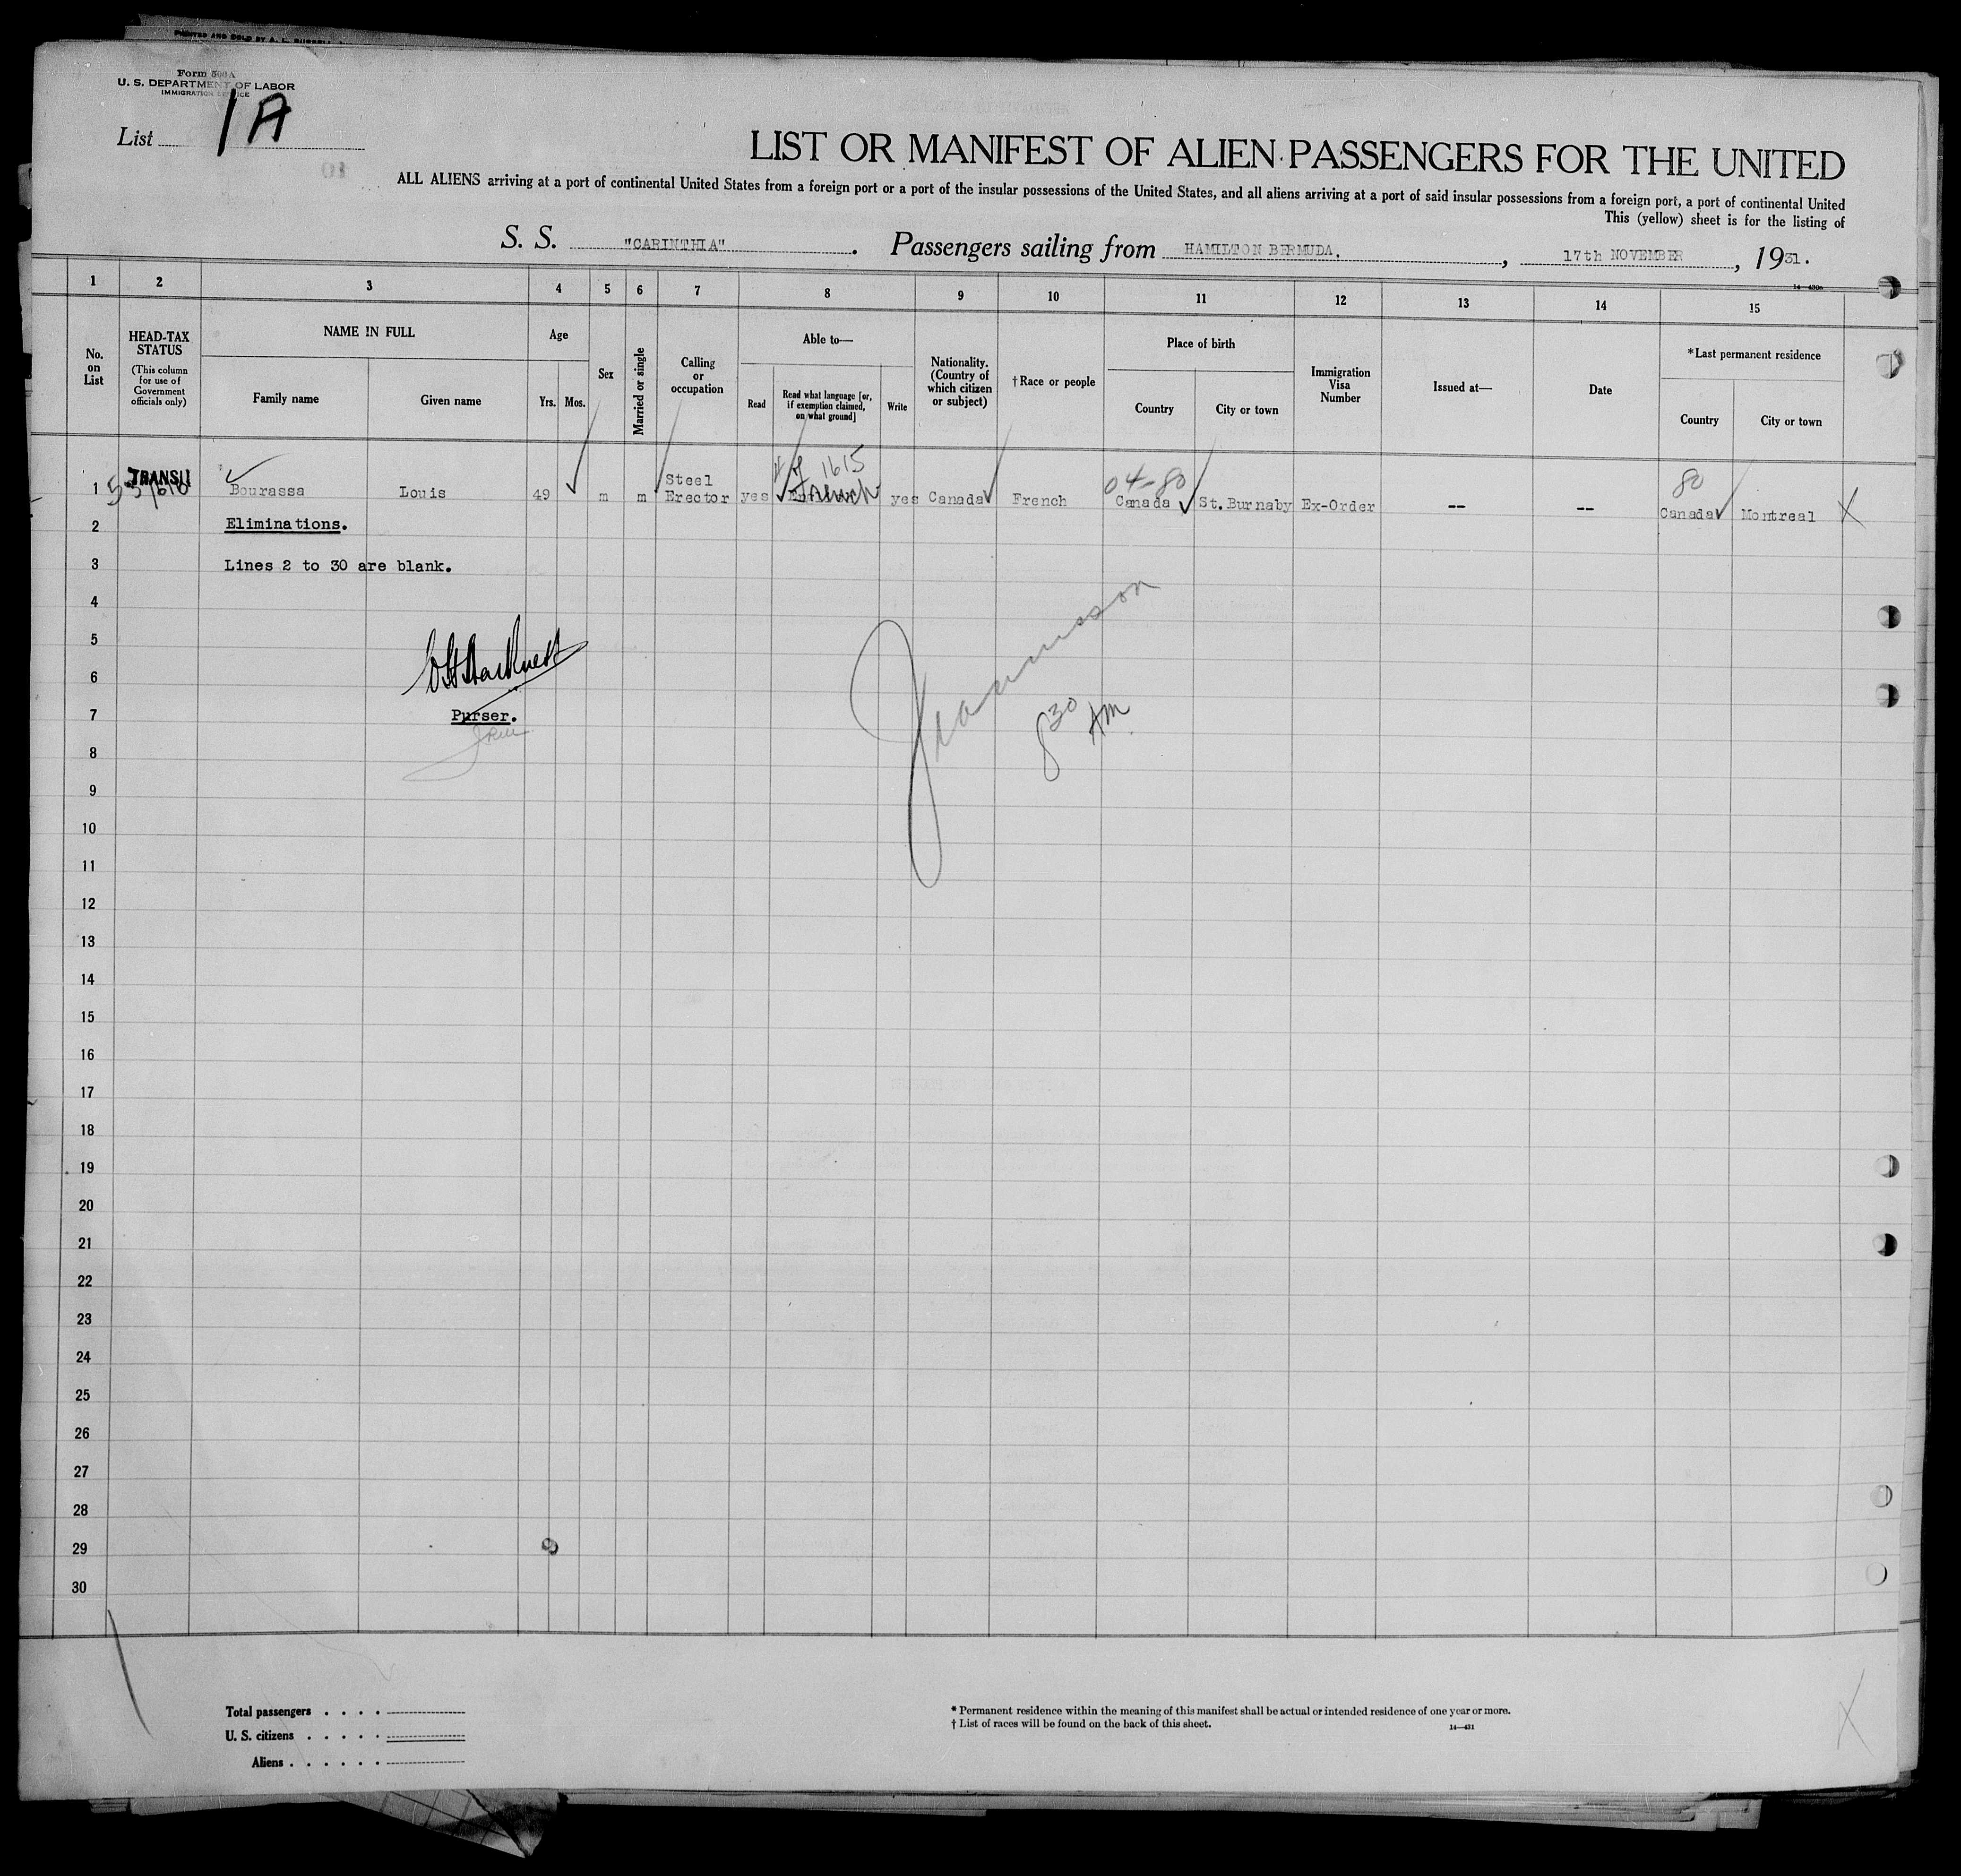 PRINTED AND SOLD BY A. L. RUSSELL
Form 500A
U. S. DEPARTMENT OF LABOR
IMMIGRATION SERVICE
List 1A
LIST OR MANIFEST OF ALIEN PASSENGERS FOR THE UNITED
ALL ALIENS arriving at a port of continental United States from a foreign port or a port of the insular possessions of the United States, and all aliens arriving at a port of said insular possessions from a foreign port, a port of continental United
This (yellow) sheet is for the listing of
S. S. "CARINTHIA". Passengers sailing from HAMILTON BERMUDA. , 17th NOVEMBER , 1931.
1 2 3 4 5 6 7 8 9 10 11 12 13 14 15
No. on List
HEAD-TAX STATUS
(This column for use of Government officials only)
NAME IN FULL
Family name Given name
Age
Yrs. Mos.
Sex
Married or single
Calling or occupation
Able to—
Read
Read what language [or, if exemption claimed, on what ground]
Write
Nationality. (Country of which citizen or subject)
† Race or people
Place of birth
Country City or town
Immigration Visa Number
Issued at—
Date
*Last permanent residence
Country City or town
1615
04-80
80
1 TRANSIT Bourassa Louis 49 m m Steel Erector yes French yes Canada French Canada St.Burnaby Ex-Order -- -- Canada Montreal X
2 Eliminations.
3 Lines 2 to 30 are blank.
4
5
6
7 Purser.
8 30 AM
8
9
10
11
12
13
14
15
16
17
18
19
20
21
22
23
24
25
26
27
28
29
30
Total passengers . . . .
U. S. citizens . . . . .
Aliens . . . . . .
* Permanent residence within the meaning of this manifest shall be actual or intended residence of one year or more.
† List of races will be found on the back of this sheet.
14—431